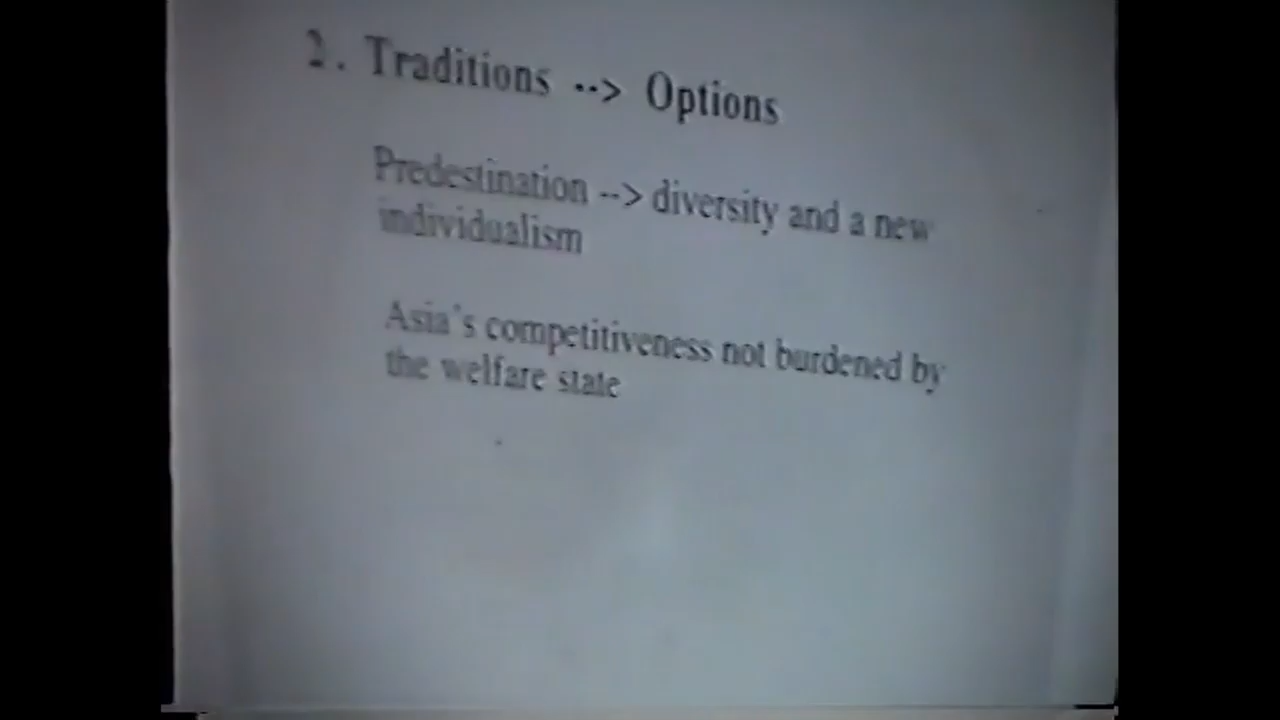 2. Traditions --> Options
Predestination --> diversity and a new
individualism
Asia's competitiveness not burdened by
the welfare state